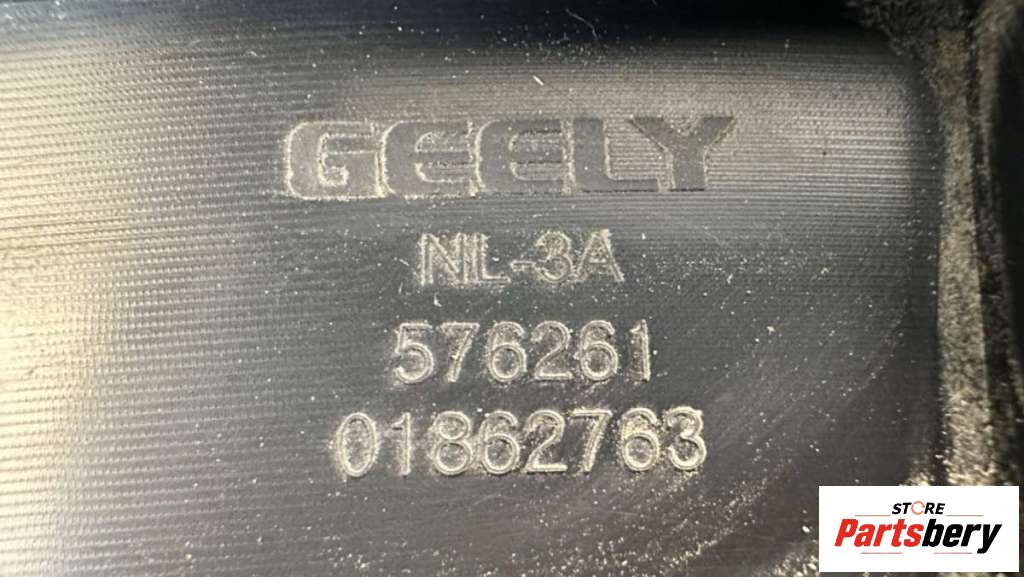 GEELY
NL-3A
576261
01862763
STORE
Partsbery